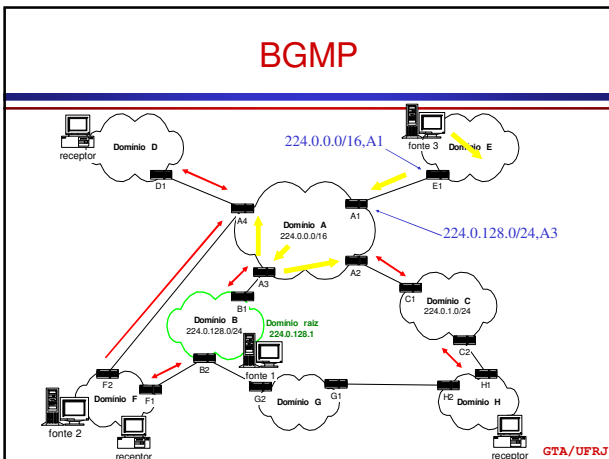 BGMP
receptor
Domínio D
D1
fonte 3
Domínio E
E1
224.0.0.0/16,A1
A4
A1
Domínio A
224.0.0.0/16
224.0.128.0/24,A3
A3
A2
B1
C1
Domínio C
224.0.1.0/24
Domínio B
224.0.128.0/24
Domínio raiz
224.0.128.1
C2
B2
fonte 1
F2
F1
G2
G1
H2
H1
Domínio F
Domínio G
Domínio H
fonte 2
receptor
receptor
GTA/UFRJ